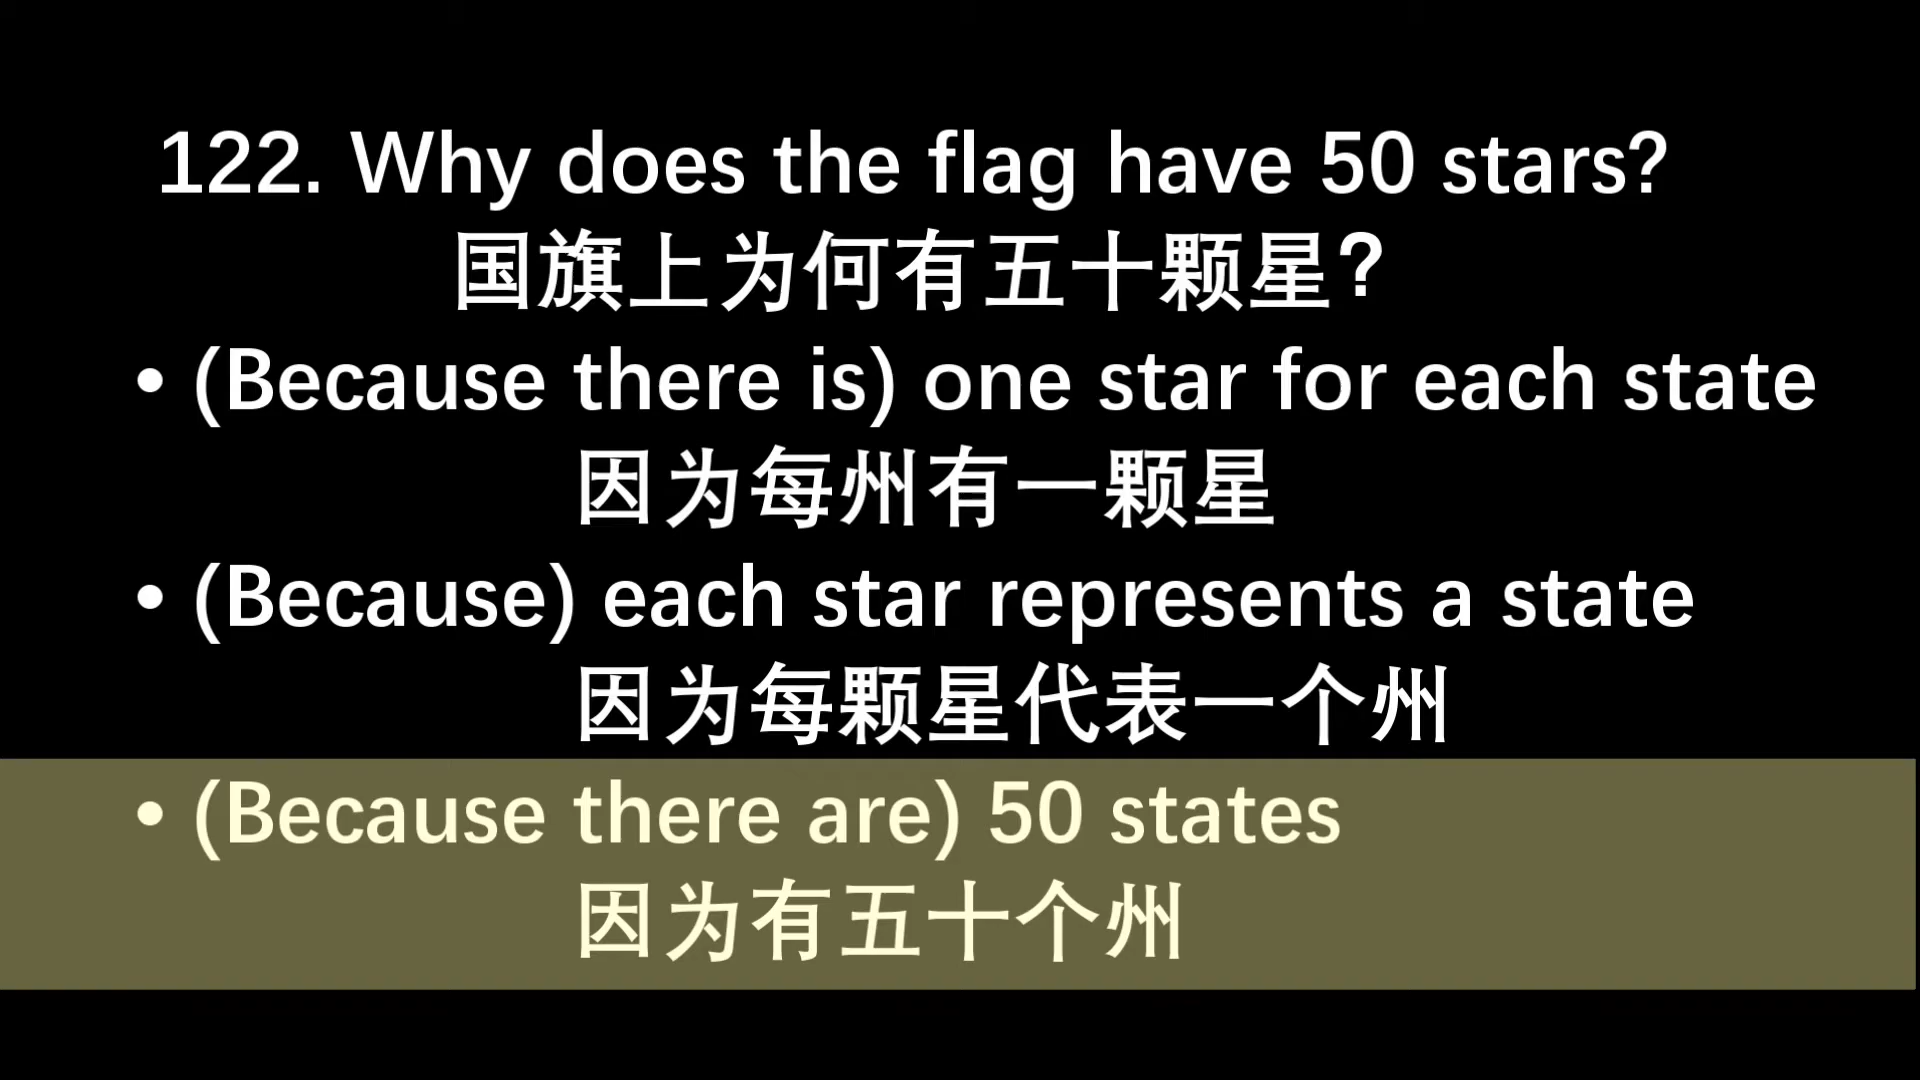 122. Why does the flag have 50 stars?
国旗上为何有五十颗星？
• (Because there is) one star for each state
因为每州有一颗星
• (Because) each star represents a state
因为每颗星代表一个州
• (Because there are) 50 states
因为有五十个州